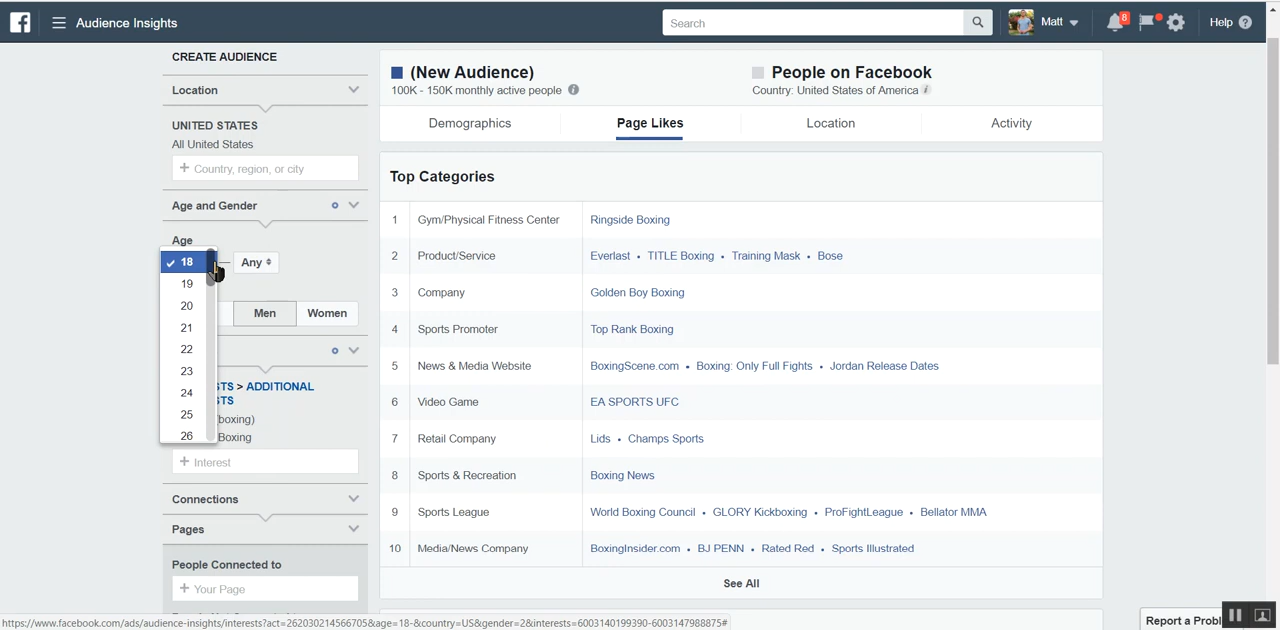 Audience Insights
Search
Matt
8
Help ?
CREATE AUDIENCE
Location
UNITED STATES
All United States
+ Country, region, or city
Age and Gender
Age
18
Any
19
20
21
22
23
24
25
26
Men
Women
STS > ADDITIONAL
STS
(boxing)
Boxing
+ Interest
Connections
Pages
People Connected to
+ Your Page
(New Audience)
100K - 150K monthly active people
People on Facebook
Country: United States of America
Demographics
Page Likes
Location
Activity
Top Categories
1 Gym/Physical Fitness Center Ringside Boxing
2 Product/Service Everlast • TITLE Boxing • Training Mask • Bose
3 Company Golden Boy Boxing
4 Sports Promoter Top Rank Boxing
5 News & Media Website BoxingScene.com • Boxing: Only Full Fights • Jordan Release Dates
6 Video Game EA SPORTS UFC
7 Retail Company Lids • Champs Sports
8 Sports & Recreation Boxing News
9 Sports League World Boxing Council • GLORY Kickboxing • ProFightLeague • Bellator MMA
10 Media/News Company BoxingInsider.com • BJ PENN • Rated Red • Sports Illustrated
See All
https://www.facebook.com/ads/audience-insights/interests?act=262030214566705&age=18-&country=US&gender=2&interests=6003140199390-6003147988875#
Report a Probl